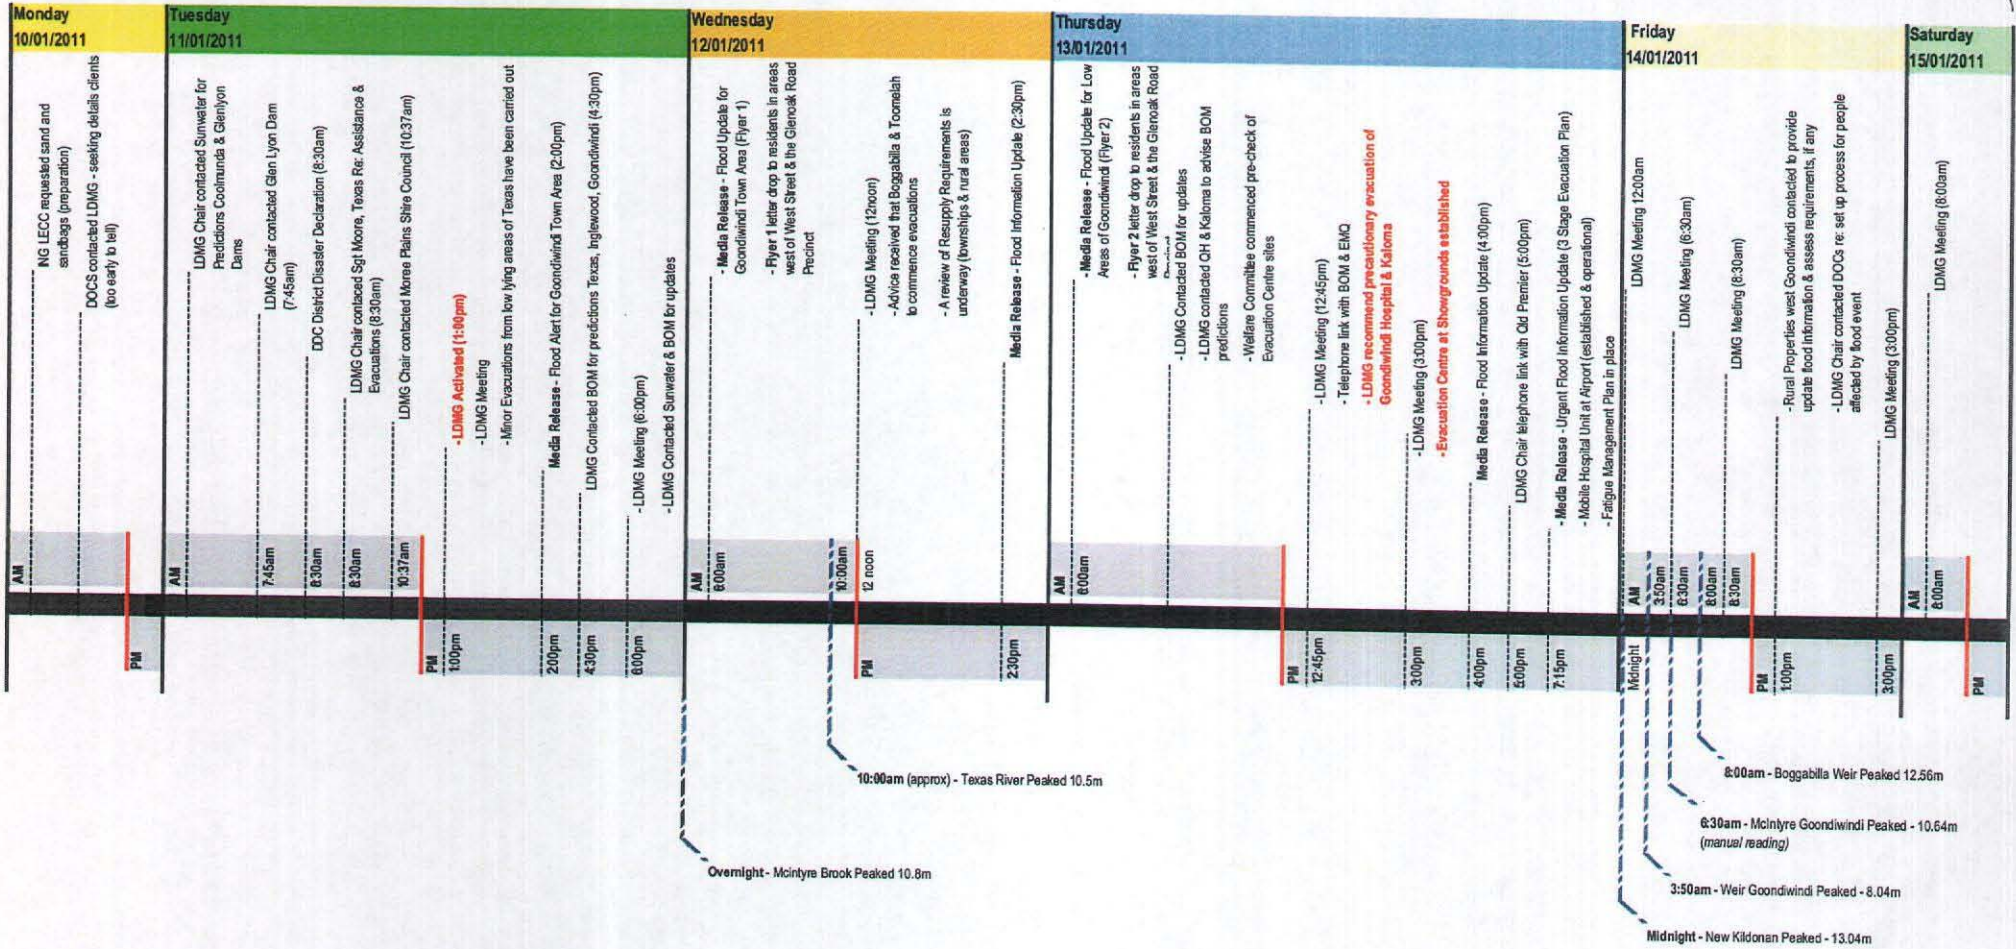 Monday
10/01/2011
NG LECC requested sand and
sandbags (preparation)
DOCS contacted LDMG - seeking details clients
(too early to tell)
AM
PM
Tuesday
11/01/2011
LDMG Chair contacted Sunwater for
Predictions Coolmunda & Glenlyon
Dams
LDMG Chair contacted Glen Lyon Dam
(7:45am)
DDC District Disaster Declaration (8:30am)
LDMG Chair contaced Sgt Moore, Texas Re: Assistance &
Evacuations (8:30am)
LDMG Chair contacted Moree Plains Shire Council (10:37am)
- LDMG Activated (1:00pm)
- LDMG Meeting
- Minor Evacuations from low lying areas of Texas have been carried out
Media Release - Flood Alert for Goondiwindi Town Area (2:00pm)
LDMG Contacted BOM for predictions Texas, Inglewood, Goondiwindi (4:30pm)
- LDMG Meeting (6:00pm)
- LDMG Contacted Sunwater & BOM for updates
AM
7:45am
8:30am
8:30am
10:37am
PM
1:00pm
2:00pm
4:30pm
6:00pm
Wednesday
12/01/2011
- Media Release - Flood Update for
Goondiwindi Town Area (Flyer 1)
- Flyer 1 letter drop to residents in areas
west of West Street & the Glenoak Road
Precinct
- LDMG Meeting (12noon)
- Advice received that Boggabilla & Toomelah
to commence evacuations
- A review of Resupply Requirements is
underway (townships & rural areas)
Media Release - Flood Information Update (2:30pm)
AM
6:00am
10:00am
12 noon
PM
2:30pm
Thursday
13/01/2011
- Media Release - Flood Update for Low
Areas of Goondiwindi (Flyer 2)
- Flyer 2 letter drop to residents in areas
west of West Street & the Glenoak Road
Precinct
- LDMG Contacted BOM for updates
- LDMG contacted QH & Kaloma to advise BOM
predictions
- Welfare Committee commenced pre-check of
Evacuation Centre sites
- LDMG Meeting (12:45pm)
- Telephone link with BOM & EMQ
- LDMG recommend precautionary evacuation of
Goondiwindi Hospital & Kaloma
- LDMG Meeting (3:00pm)
- Evacuation Centre at Showgrounds established
Media Release - Flood Information Update (4:00pm)
LDMG Chair telephone link with Qld Premier (5:00pm)
- Media Release - Urgent Flood Information Update (3 Stage Evacuation Plan)
- Mobile Hospital Unit at Airport (established & operational)
- Fatigue Management Plan in place
AM
6:00am
PM
12:45pm
3:00pm
4:00pm
5:00pm
7:15pm
Friday
14/01/2011
LDMG Meeting 12:00am
LDMG Meeting (6:30am)
LDMG Meeting (8:30am)
- Rural Properties west Goondiwindi contacted to provide
update flood information & assess requirements, if any
- LDMG Chair contacted DOCs re: set up process for people
affected by flood event
LDMG Meeting (3:00pm)
Midnight
AM
3:50am
6:30am
8:00am
8:30am
PM
1:00pm
3:00pm
Saturday
15/01/2011
LDMG Meeting (8:00am)
AM
8:00am
PM
Overnight - Mcintyre Brook Peaked 10.8m
10:00am (approx) - Texas River Peaked 10.5m
8:00am - Boggabilla Weir Peaked 12.56m
6:30am - McIntyre Goondiwindi Peaked - 10.64m
(manual reading)
3:50am - Weir Goondiwindi Peaked - 8.04m
Midnight - New Kildonan Peaked - 13.04m